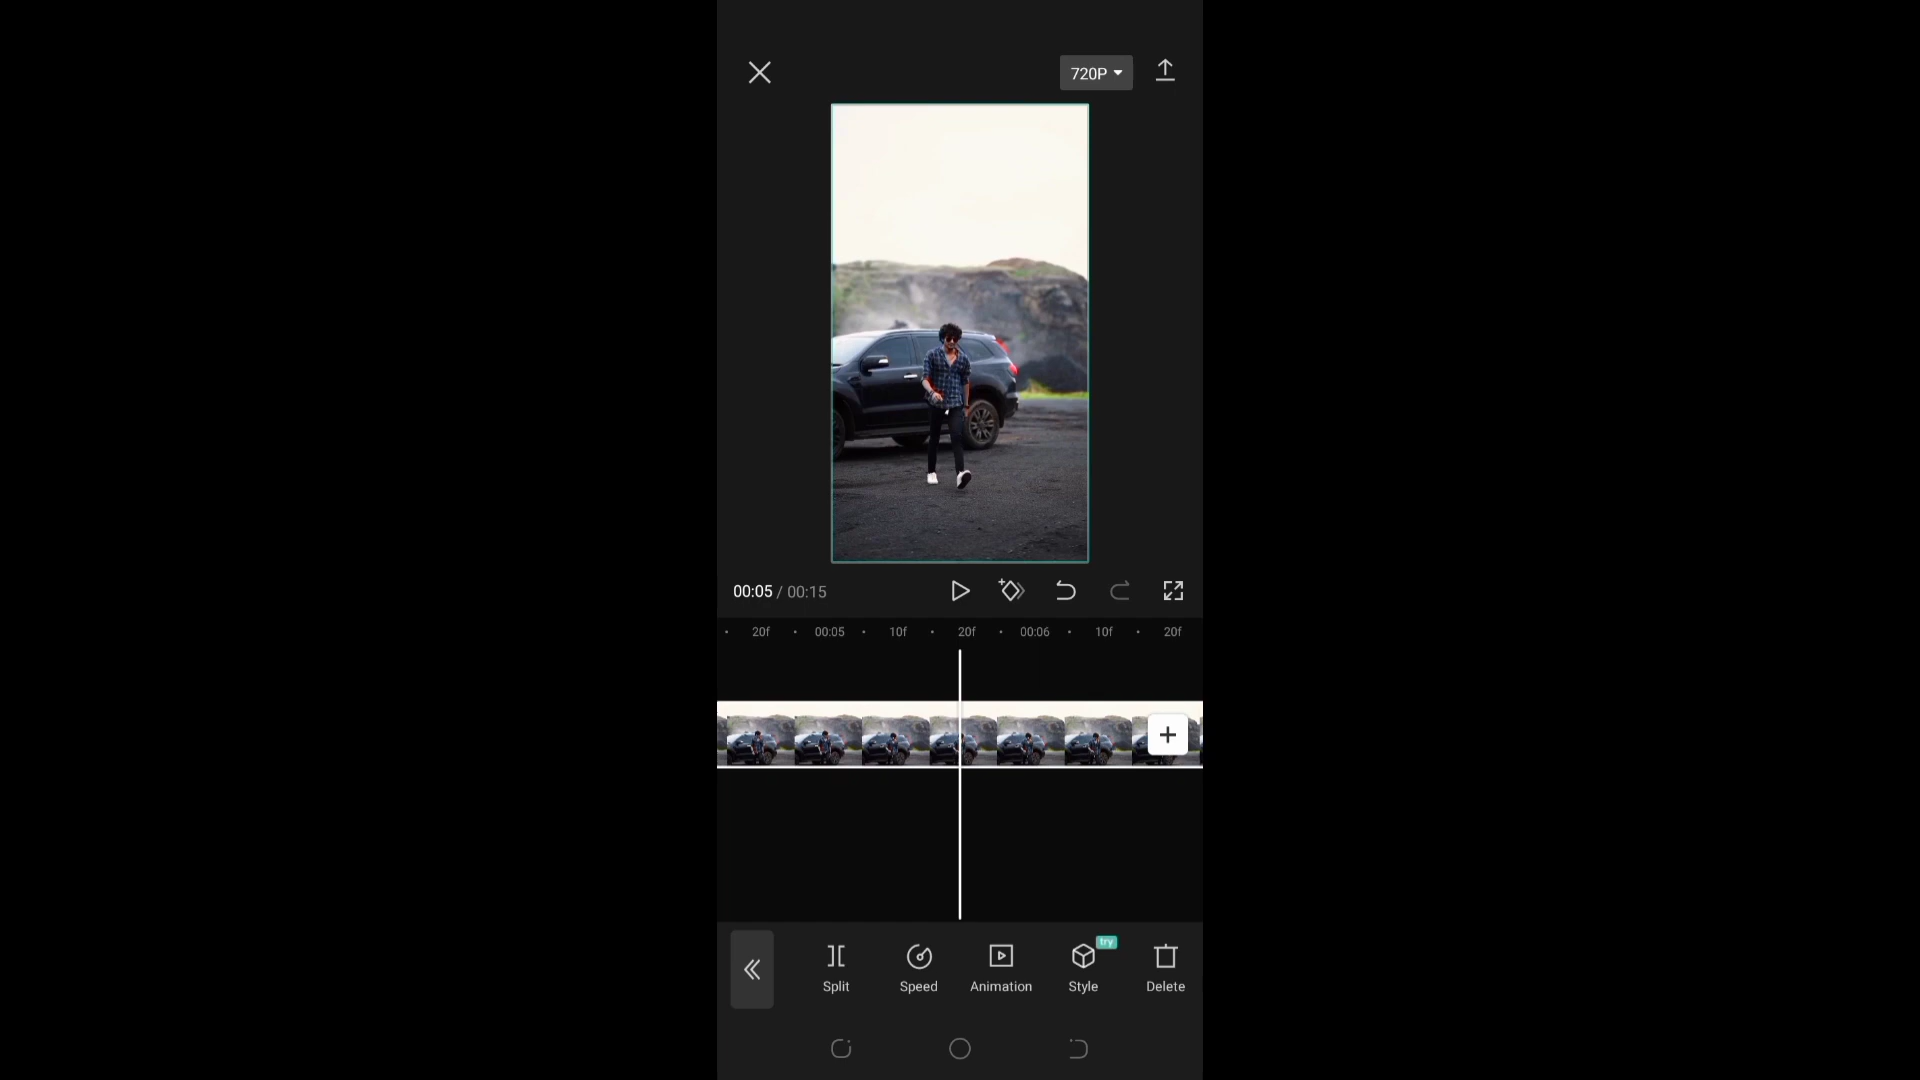 720P
00:05 / 00:15
20f 00:05 10f 20f 00:06 10f 20f
try
Split Speed Animation Style Delete